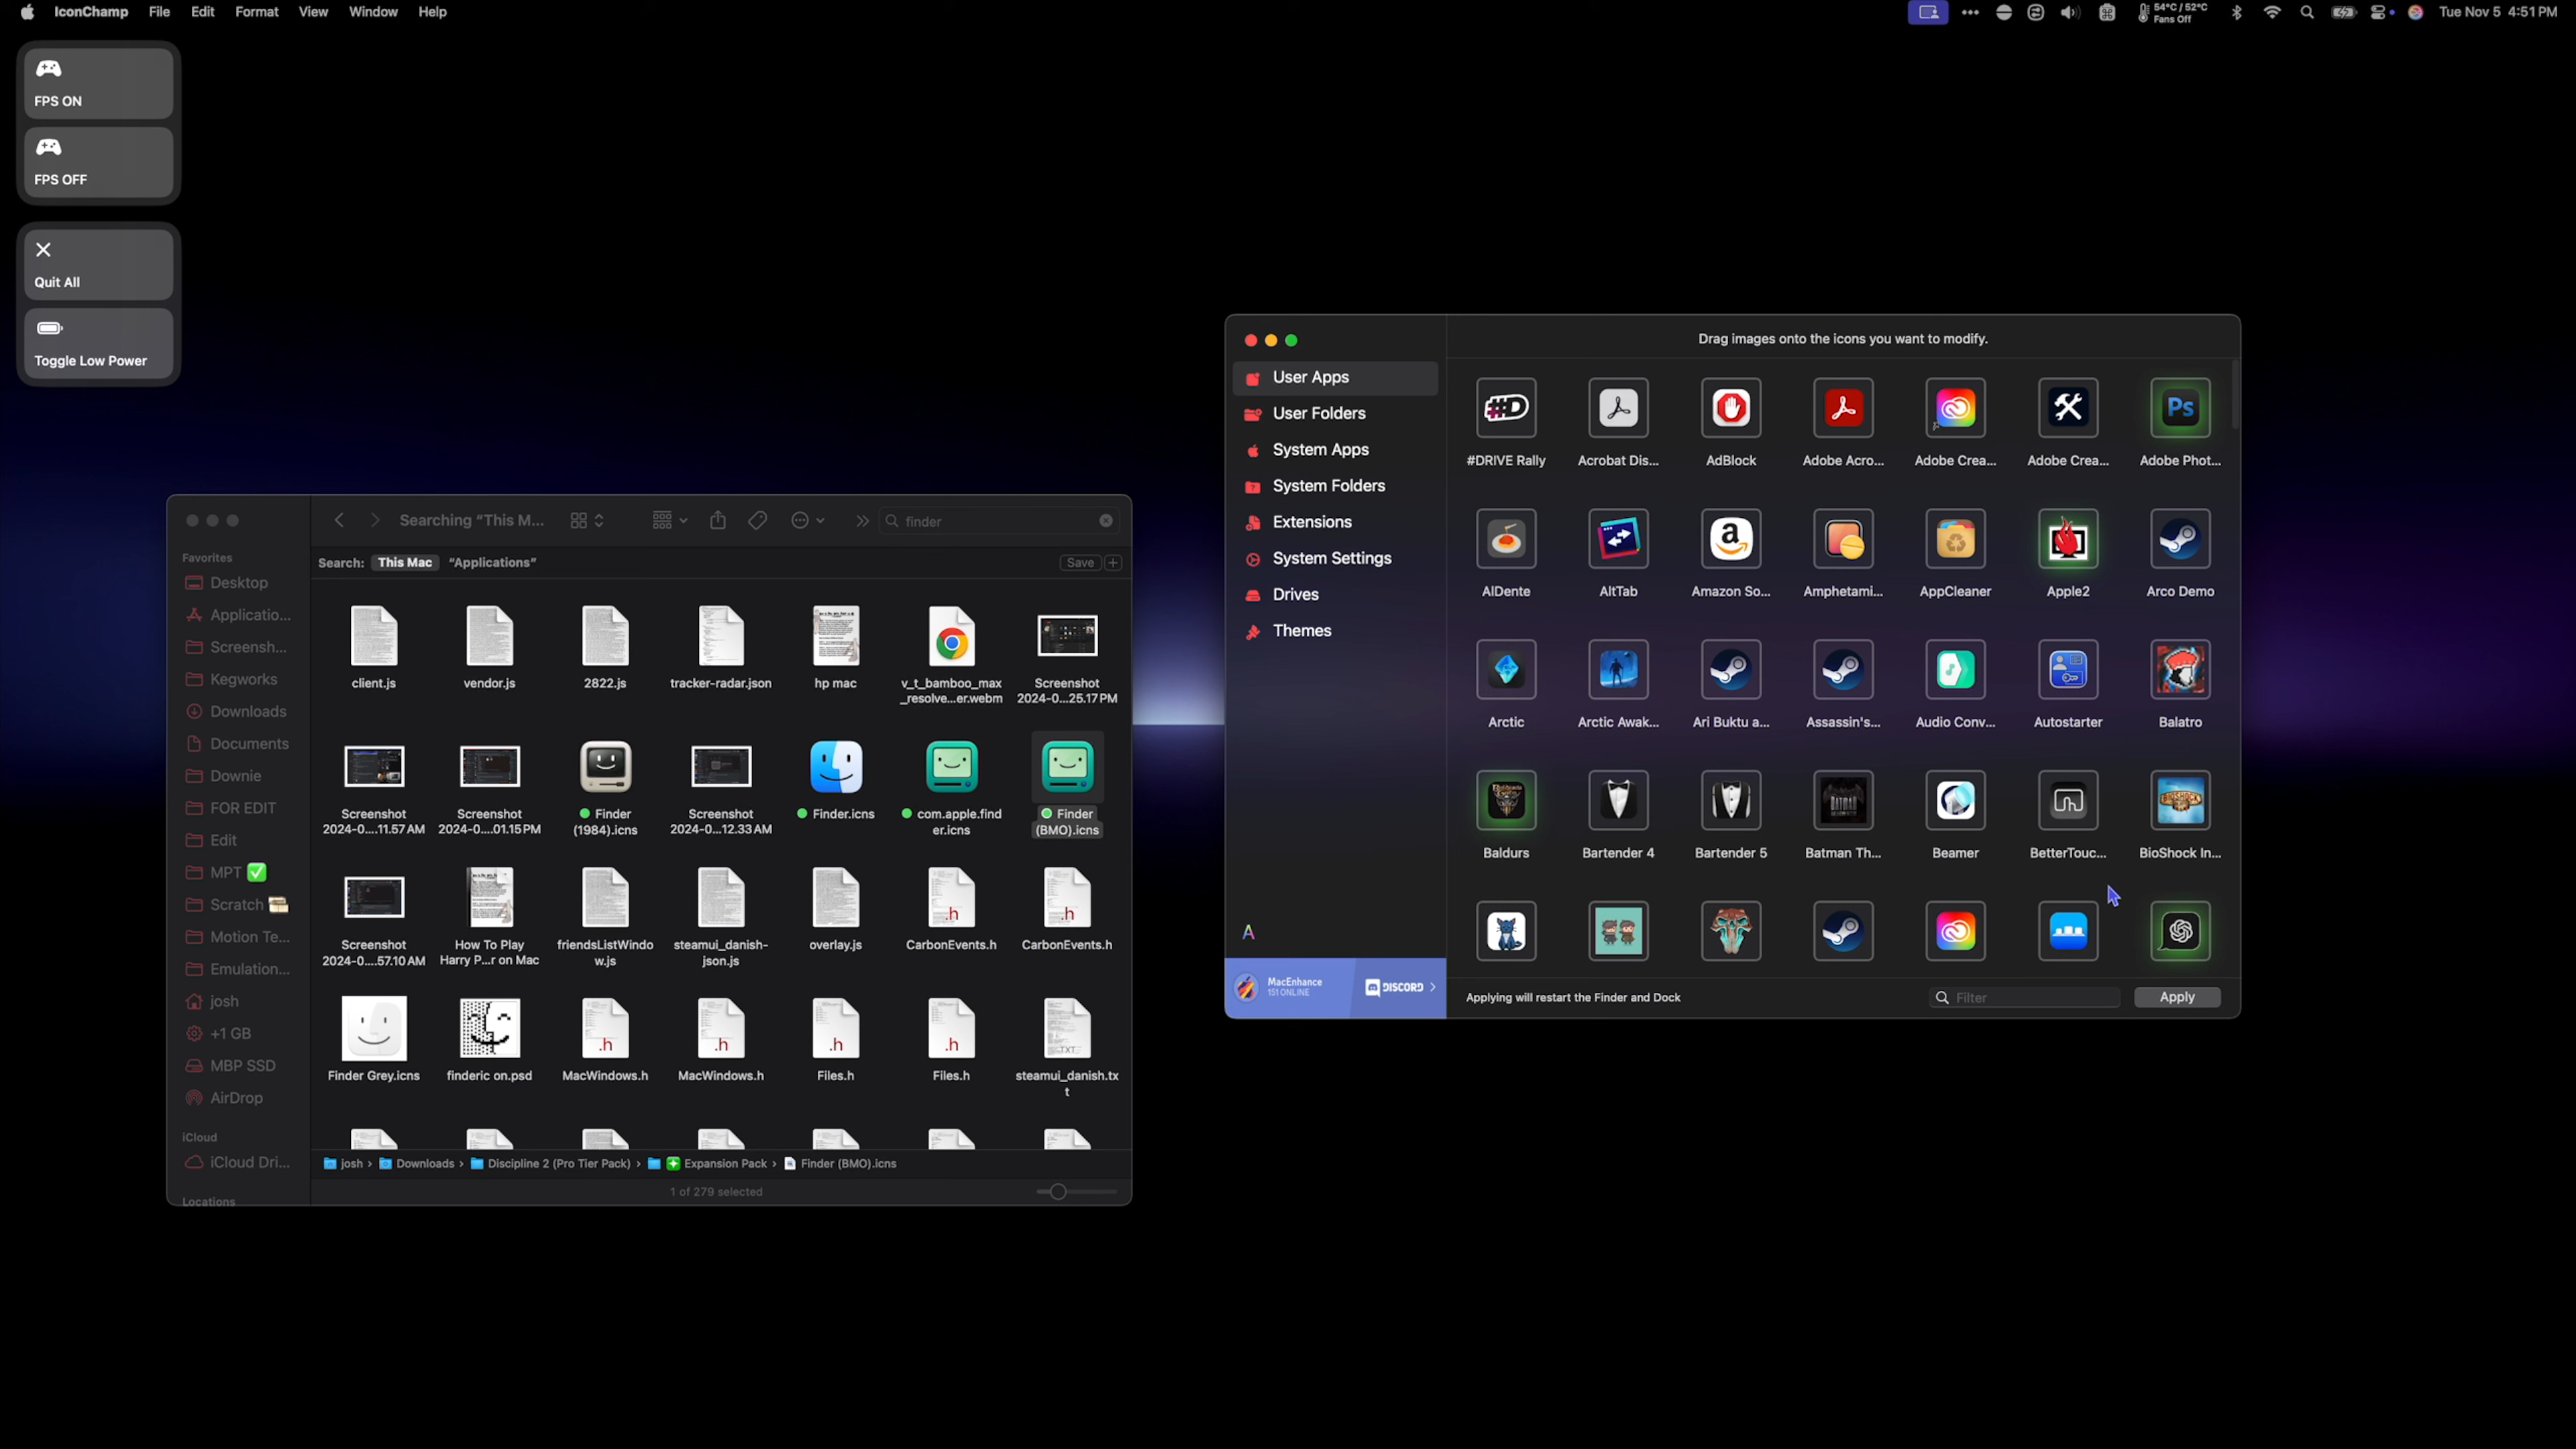 IconChamp File Edit Format View Window Help
54°C / 52°C
Fans Off
Tue Nov 5 4:51 PM
FPS ON
FPS OFF
Quit All
Toggle Low Power
Searching “This M...
finder
Search: This Mac “Applications” Save
Favorites
Desktop
Applicatio...
Screensh...
Kegworks
Downloads
Documents
Downie
FOR EDIT
Edit
MPT ✅
Scratch
Motion Te...
Emulation...
josh
+1 GB
MBP SSD
AirDrop
iCloud
iCloud Dri...
Locations
client.js
vendor.js
2822.js
tracker-radar.json
hp mac
v_t_bamboo_max
_resolve...er.webm
Screenshot
2024-0....25.17 PM
Screenshot
2024-0....11.57 AM
Screenshot
2024-0....01.15 PM
Finder
(1984).icns
Screenshot
2024-0....12.33 AM
Finder.icns
com.apple.find
er.icns
Finder
(BMO).icns
Screenshot
2024-0....57.10 AM
How To Play
Harry P...r on Mac
friendsListWindo
w.js
steamui_danish-
json.js
overlay.js
.h
CarbonEvents.h
.h
CarbonEvents.h
Finder Grey.icns
finderic on.psd
.h
MacWindows.h
.h
MacWindows.h
.h
Files.h
.h
Files.h
TXT
steamui_danish.tx
t
josh › Downloads › Discipline 2 (Pro Tier Pack) › Expansion Pack › Finder (BMO).icns
1 of 279 selected
User Apps
User Folders
System Apps
System Folders
Extensions
System Settings
Drives
Themes
A
MacEnhance
151 ONLINE
DISCORD
Drag images onto the icons you want to modify.
#D
#DRIVE Rally
Acrobat Dis...
AdBlock
Adobe Acro...
Adobe Crea...
Adobe Crea...
Ps
Adobe Phot...
AlDente
AltTab
a
Amazon So...
Amphetami...
AppCleaner
Apple2
Arco Demo
Arctic
Arctic Awak...
Ari Buktu a...
Assassin's...
Audio Conv...
Autostarter
Balatro
Baldurs
Bartender 4
Bartender 5
BATMAN
Batman Th...
Beamer
BetterTouc...
BIOSHOCK
BioShock In...
Applying will restart the Finder and Dock
Filter
Apply